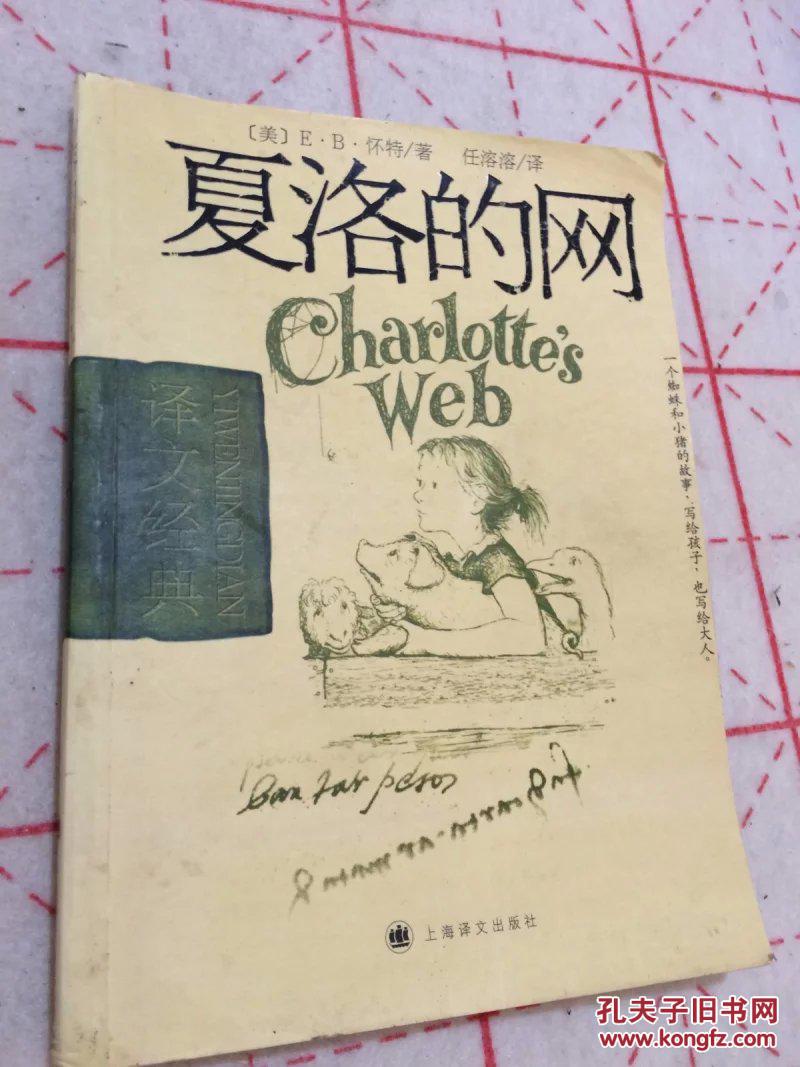 〔美〕E·B·怀特/著 任溶溶/译
夏洛的网
Charlotte's
Web
译文经典
YIWENJINGDIAN
一个蜘蛛和小猪的故事，写给孩子，也写给大人。
上海译文出版社
孔夫子旧书网
www.kongfz.com